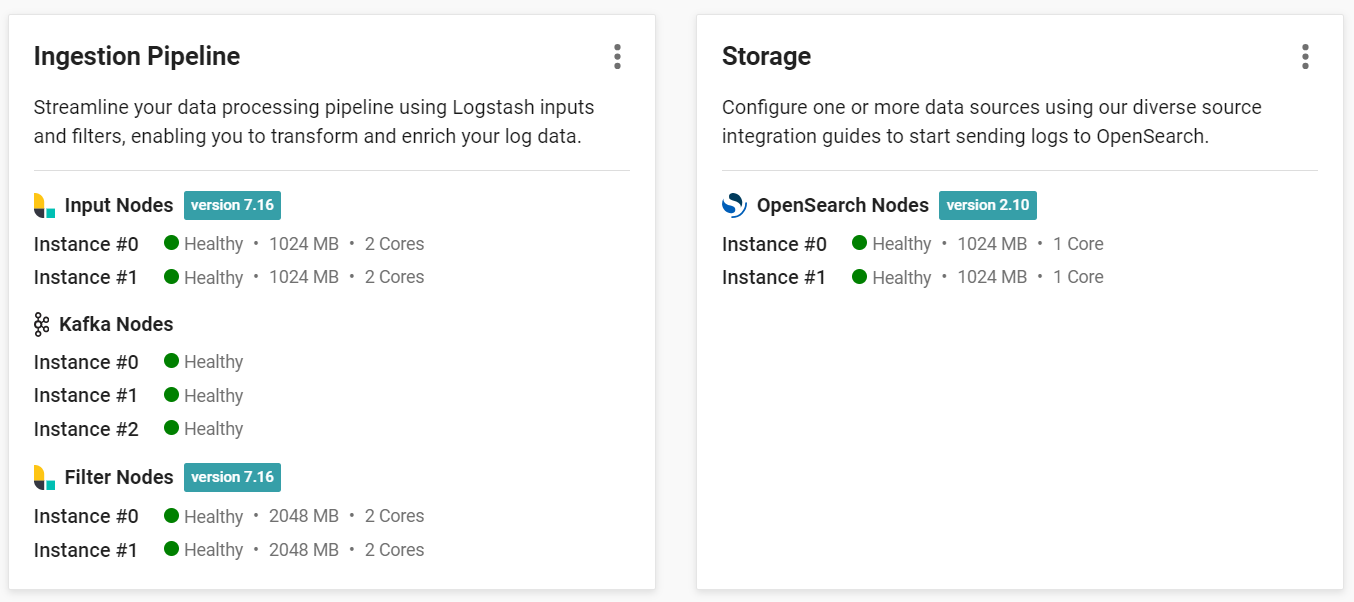 Ingestion Pipeline
Streamline your data processing pipeline using Logstash inputs
and filters, enabling you to transform and enrich your log data.
Input Nodes version 7.16
Instance #0 Healthy • 1024 MB • 2 Cores
Instance #1 Healthy • 1024 MB • 2 Cores
Kafka Nodes
Instance #0 Healthy
Instance #1 Healthy
Instance #2 Healthy
Filter Nodes version 7.16
Instance #0 Healthy • 2048 MB • 2 Cores
Instance #1 Healthy • 2048 MB • 2 Cores
Storage
Configure one or more data sources using our diverse source
integration guides to start sending logs to OpenSearch.
OpenSearch Nodes version 2.10
Instance #0 Healthy • 1024 MB • 1 Core
Instance #1 Healthy • 1024 MB • 1 Core